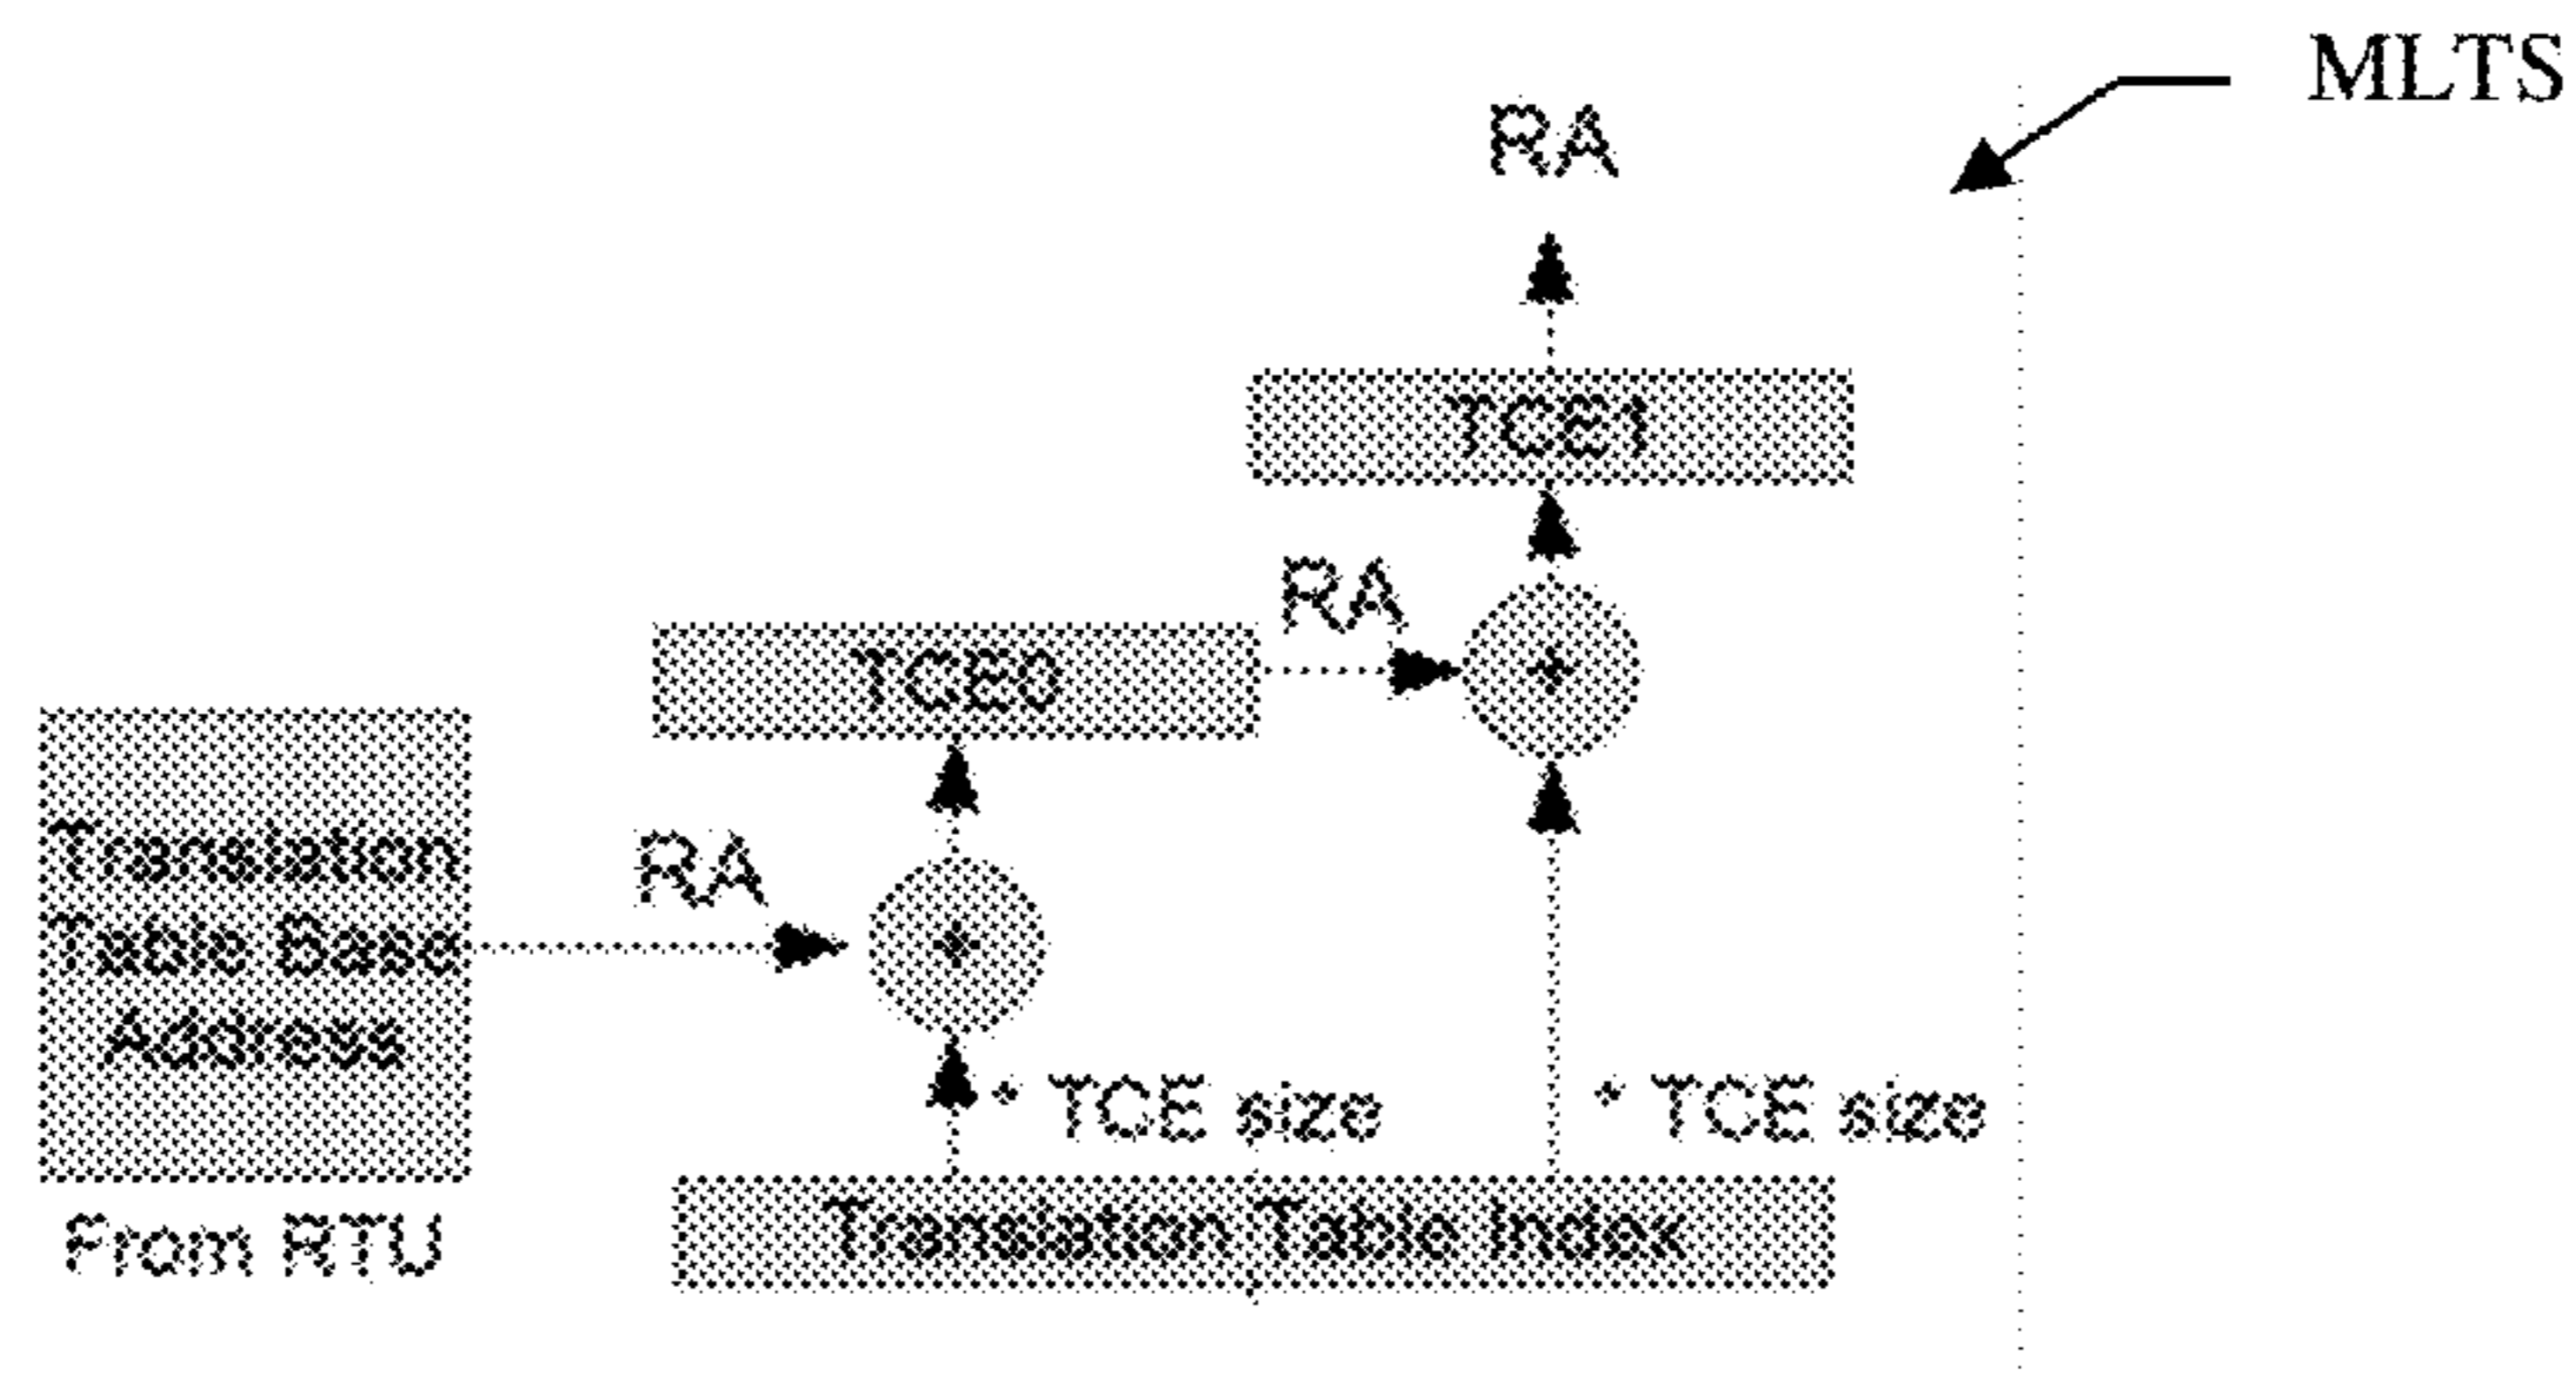 MLTS
RA
TCE1
RA
TCE0
RA
Translation
Table Base
Address
* TCE size
* TCE size
Translation Table Index
From RTU
+
+